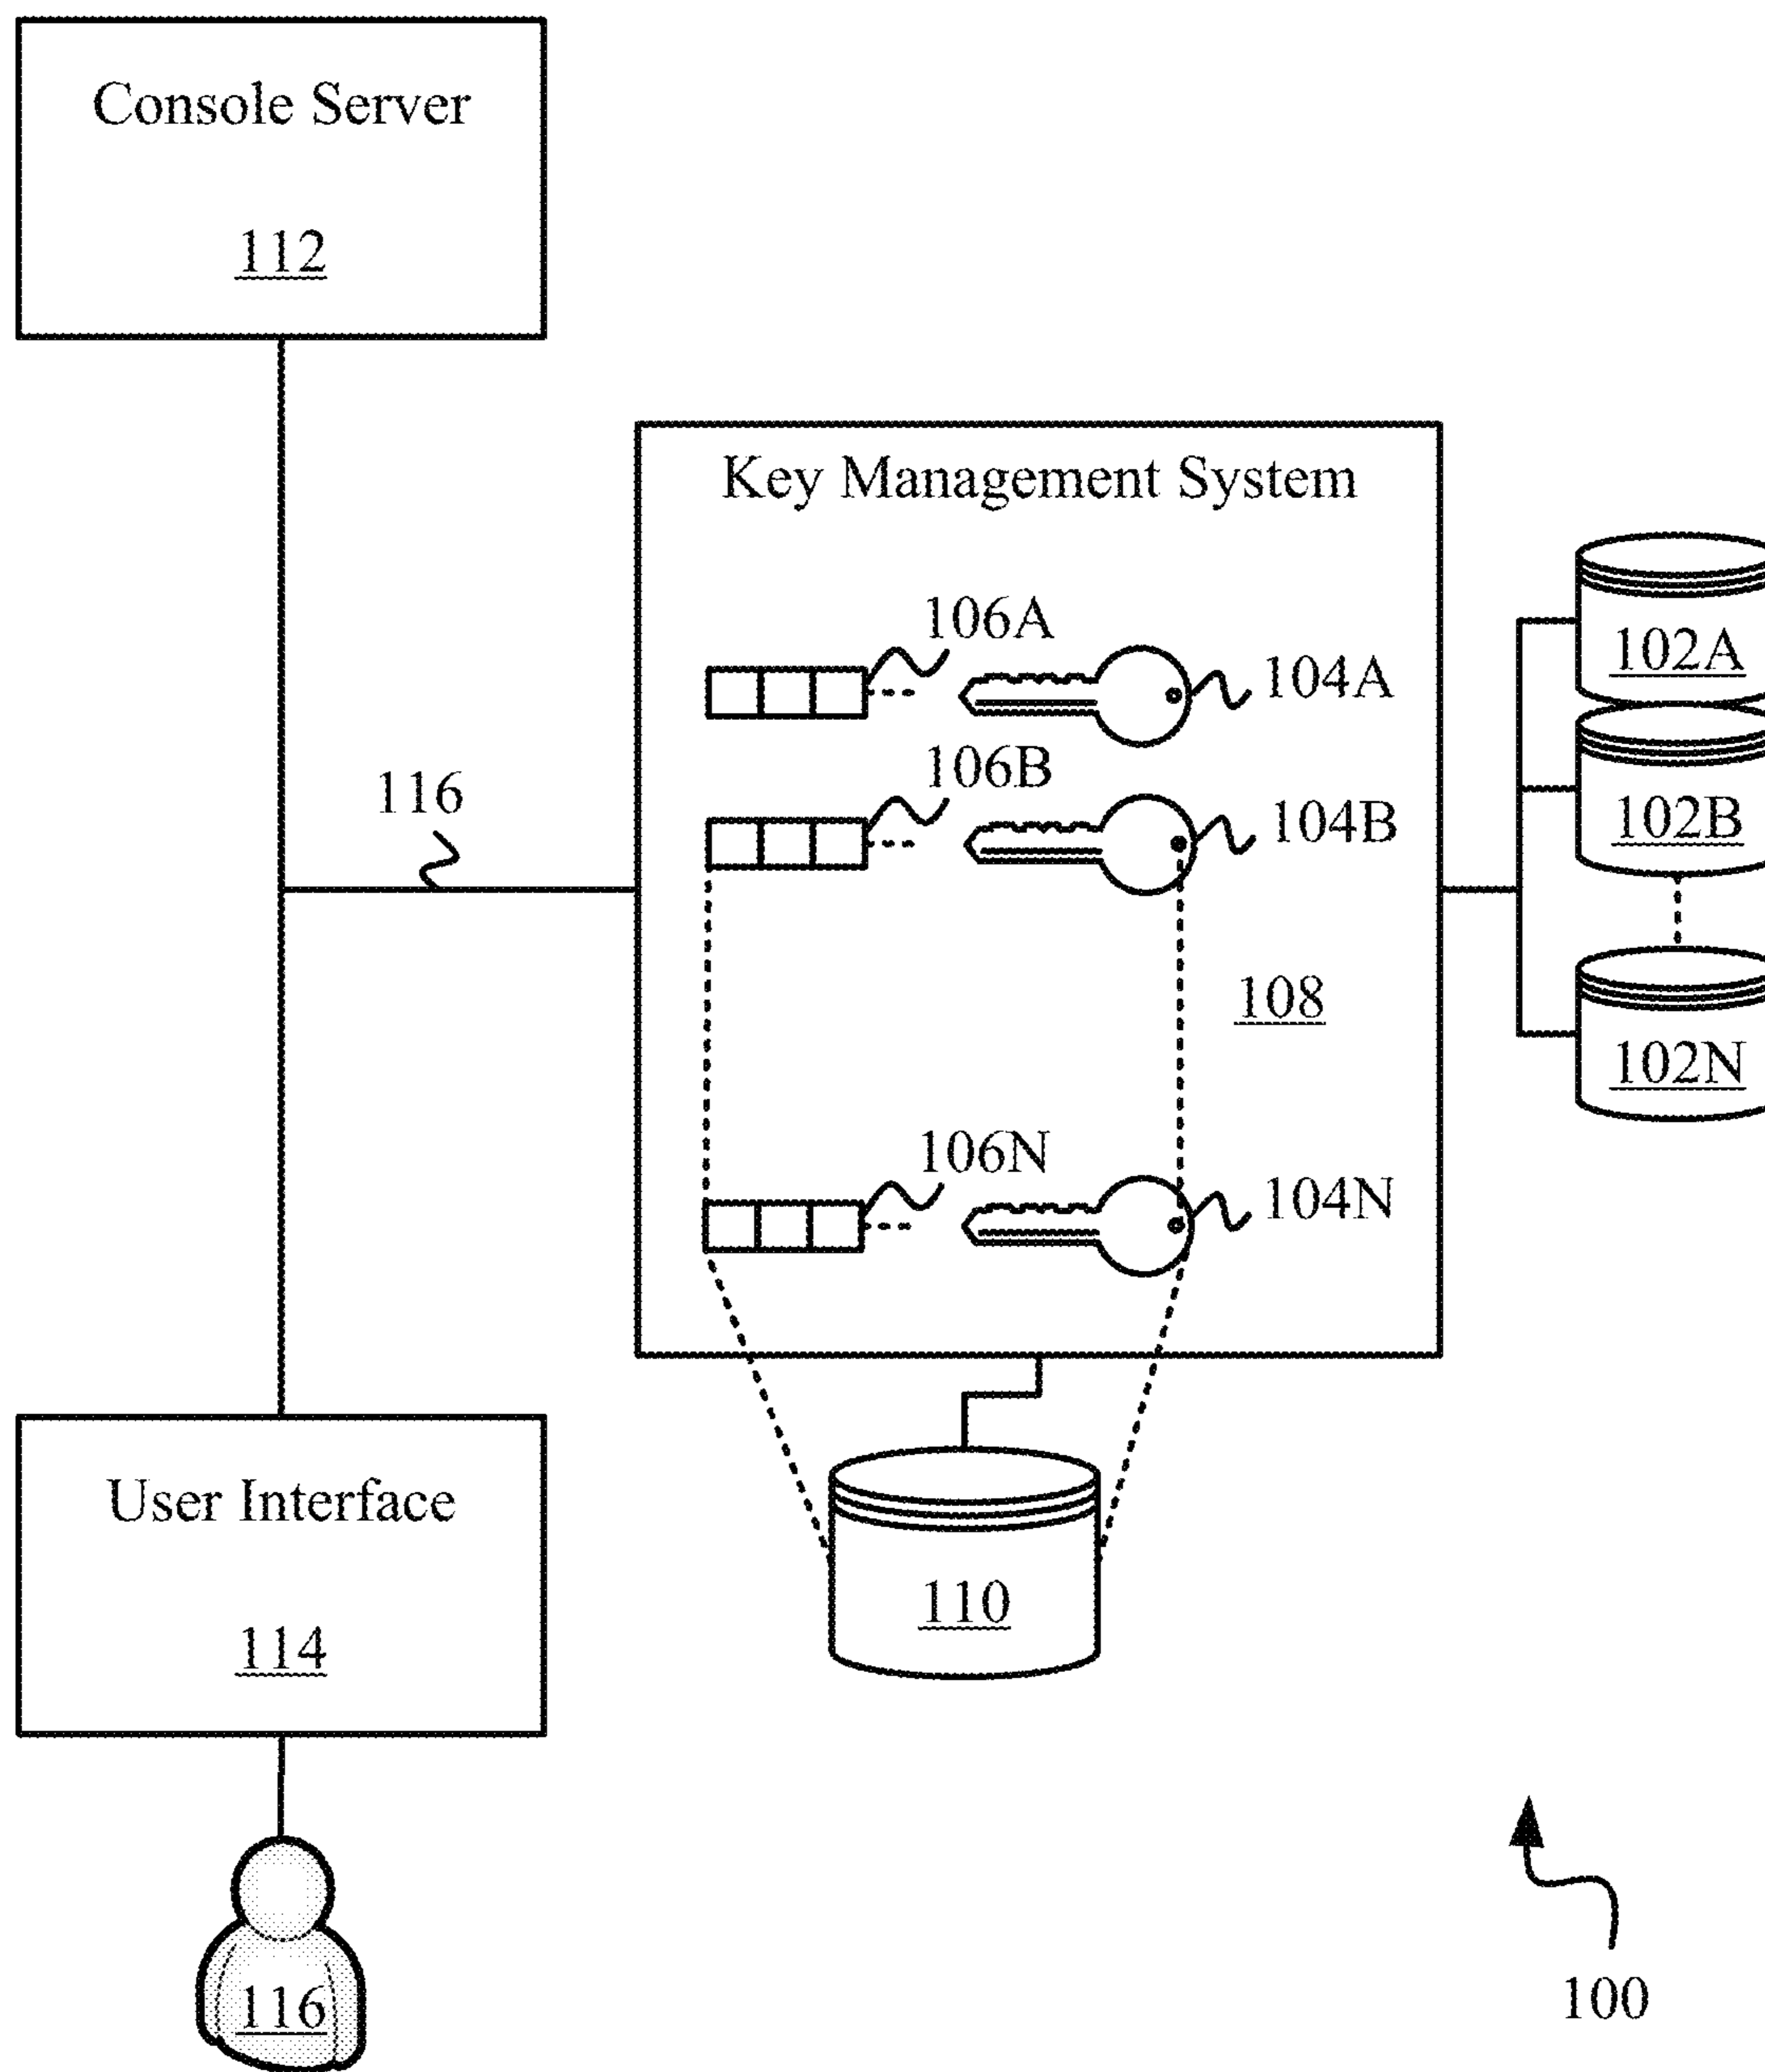 Console Server
112
Key Management System
106A
104A
102A
106B
116
104B
102B
108
102N
106N
104N
User Interface
114
110
116
100